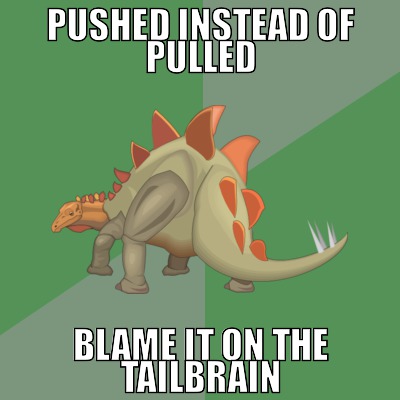 PUSHED INSTEAD OF
PULLED
BLAME IT ON THE
TAILBRAIN